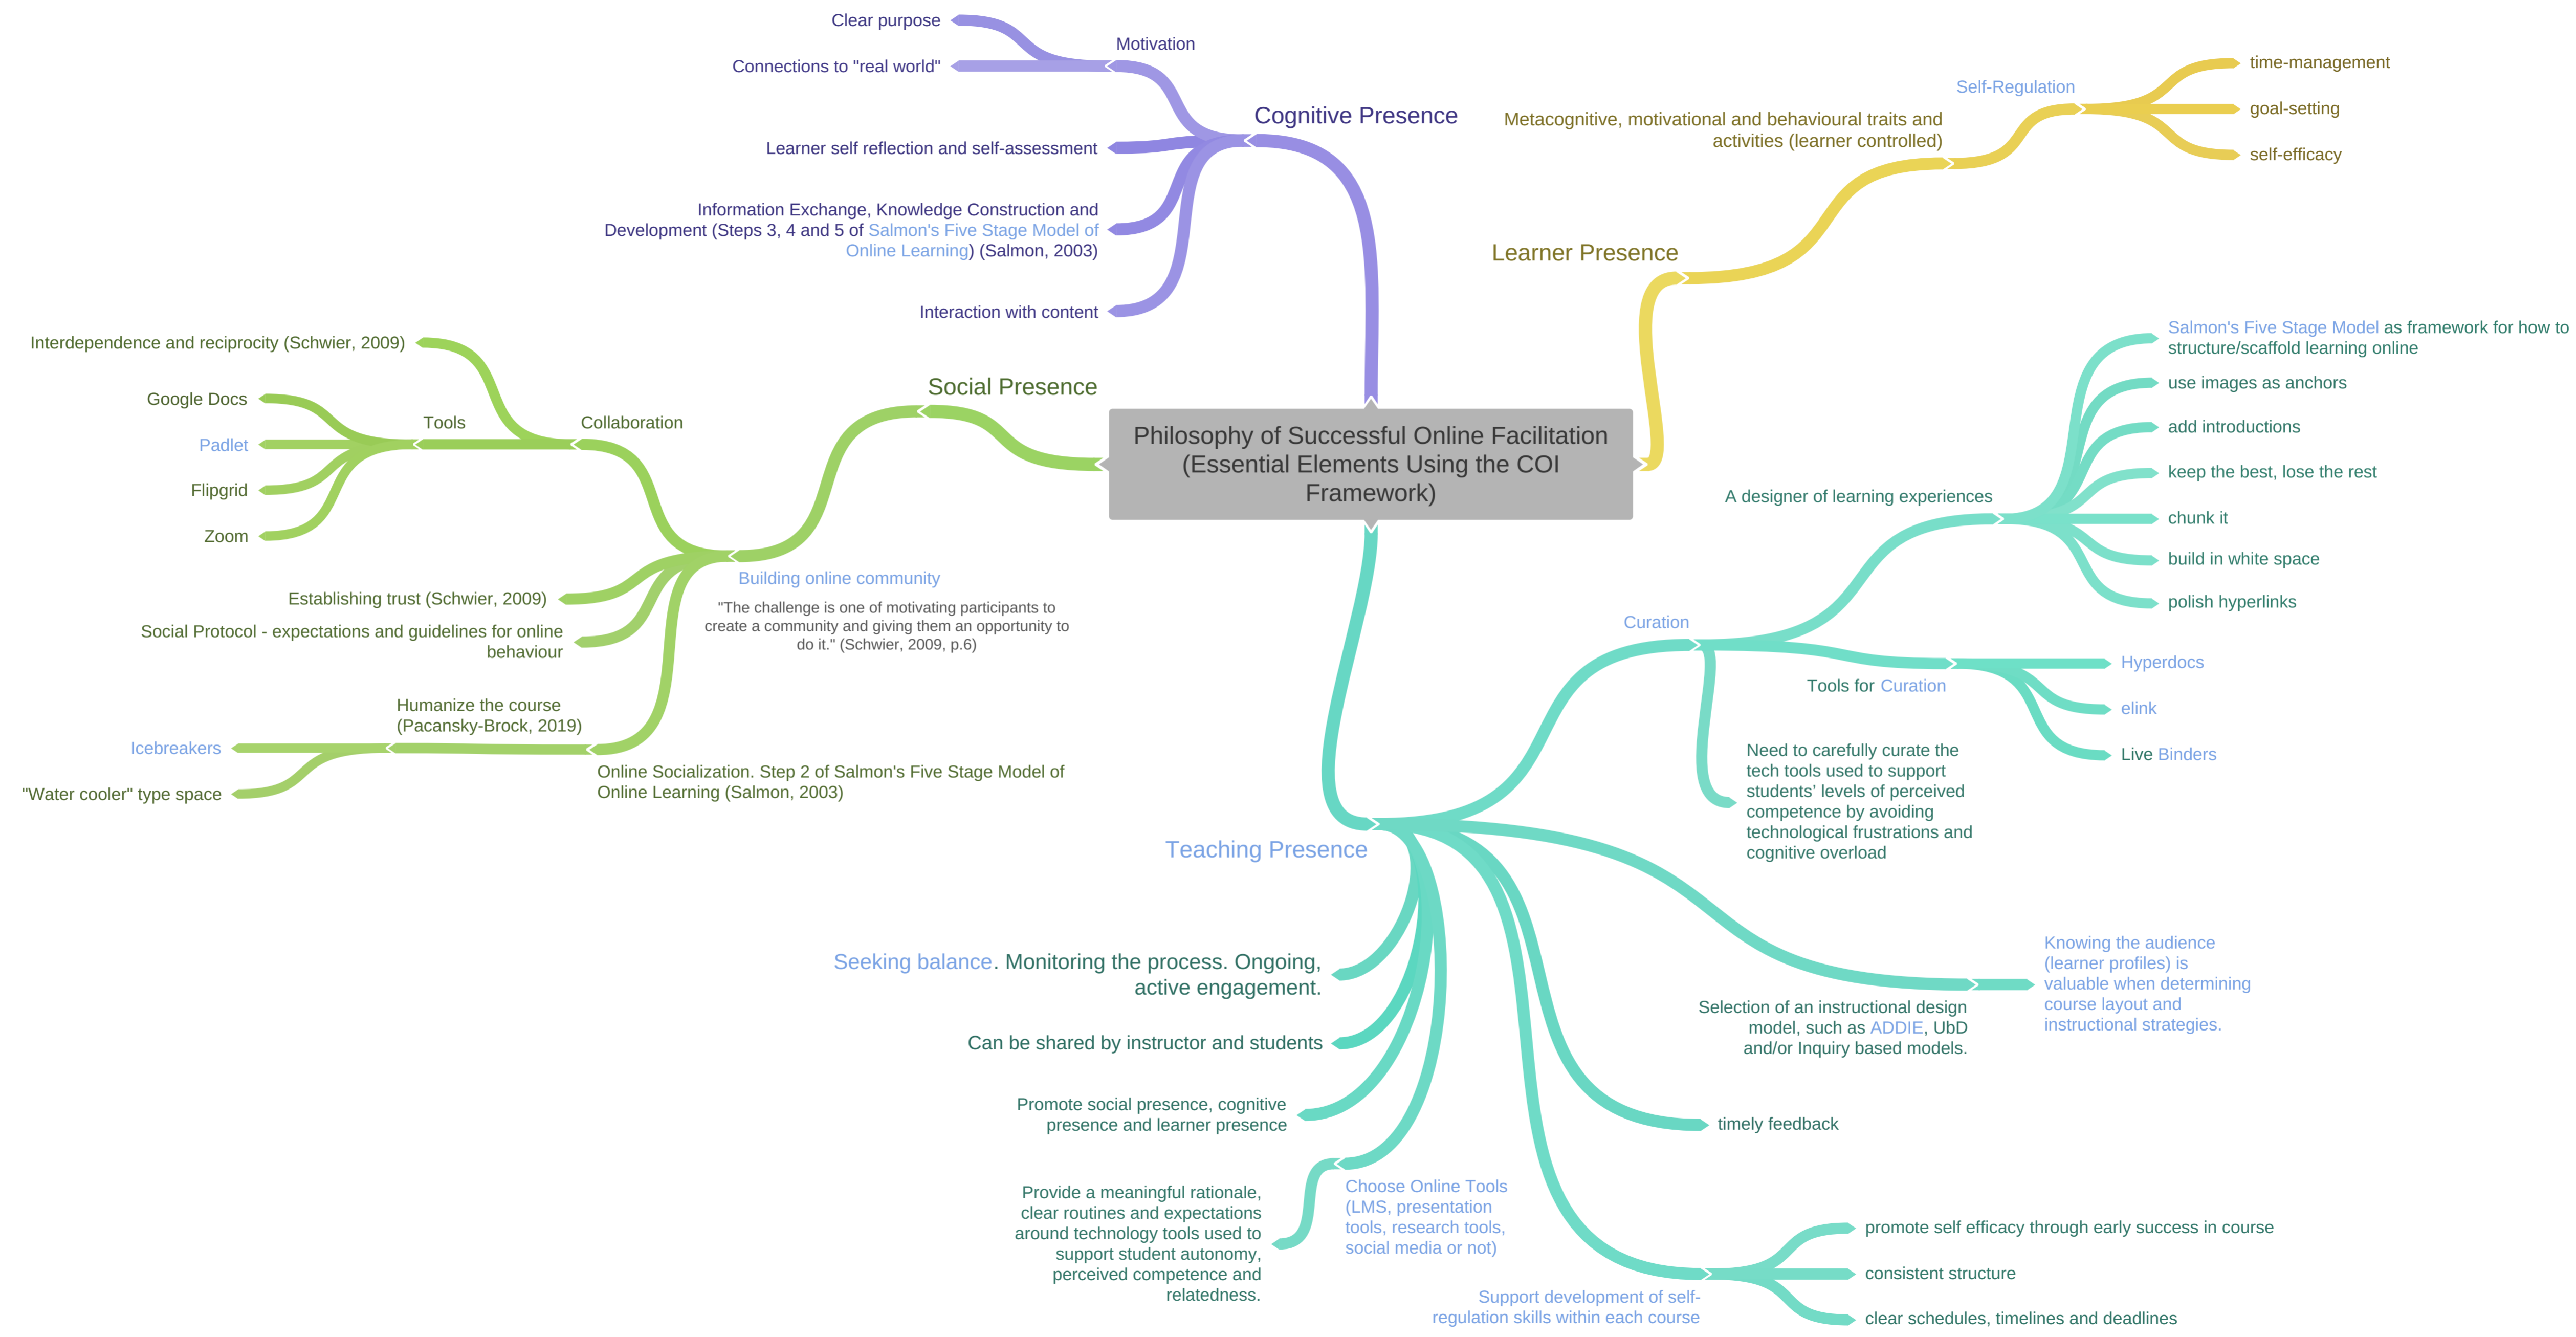 Philosophy of Successful Online Facilitation
(Essential Elements Using the COI
Framework)
Cognitive Presence
Motivation
Clear purpose
Connections to "real world"
Learner self reflection and self-assessment
Information Exchange, Knowledge Construction and
Development (Steps 3, 4 and 5 of Salmon's Five Stage Model of
Online Learning) (Salmon, 2003)
Interaction with content
Learner Presence
Metacognitive, motivational and behavioural traits and
activities (learner controlled)
Self-Regulation
time-management
goal-setting
self-efficacy
Social Presence
Building online community
"The challenge is one of motivating participants to
create a community and giving them an opportunity to
do it." (Schwier, 2009, p.6)
Collaboration
Interdependence and reciprocity (Schwier, 2009)
Tools
Google Docs
Padlet
Flipgrid
Zoom
Establishing trust (Schwier, 2009)
Social Protocol - expectations and guidelines for online
behaviour
Online Socialization. Step 2 of Salmon's Five Stage Model of
Online Learning (Salmon, 2003)
Humanize the course
(Pacansky-Brock, 2019)
Icebreakers
"Water cooler" type space
Teaching Presence
Curation
A designer of learning experiences
Salmon's Five Stage Model as framework for how to
structure/scaffold learning online
use images as anchors
add introductions
keep the best, lose the rest
chunk it
build in white space
polish hyperlinks
Tools for Curation
Hyperdocs
elink
Live Binders
Need to carefully curate the
tech tools used to support
students’ levels of perceived
competence by avoiding
technological frustrations and
cognitive overload
Selection of an instructional design
model, such as ADDIE, UbD
and/or Inquiry based models.
Knowing the audience
(learner profiles) is
valuable when determining
course layout and
instructional strategies.
timely feedback
Support development of self-
regulation skills within each course
promote self efficacy through early success in course
consistent structure
clear schedules, timelines and deadlines
Seeking balance. Monitoring the process. Ongoing,
active engagement.
Can be shared by instructor and students
Promote social presence, cognitive
presence and learner presence
Choose Online Tools
(LMS, presentation
tools, research tools,
social media or not)
Provide a meaningful rationale,
clear routines and expectations
around technology tools used to
support student autonomy,
perceived competence and
relatedness.